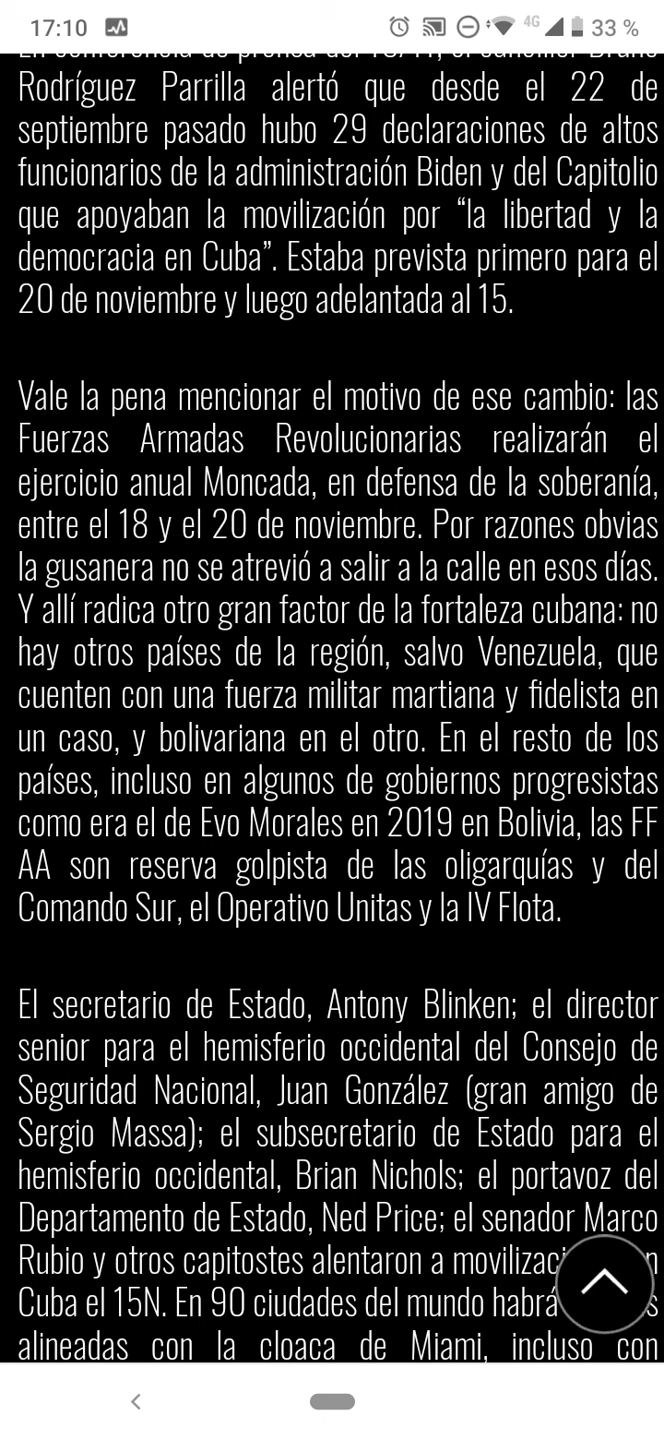 17:10
4G
33 %
Rodríguez Parrilla alertó que desde el 22 de
septiembre pasado hubo 29 declaraciones de altos
funcionarios de la administración Biden y del Capitolio
que apoyaban la movilización por “la libertad y la
democracia en Cuba”. Estaba prevista primero para el
20 de noviembre y luego adelantada al 15.
Vale la pena mencionar el motivo de ese cambio: las
Fuerzas Armadas Revolucionarias realizarán el
ejercicio anual Moncada, en defensa de la soberanía,
entre el 18 y el 20 de noviembre. Por razones obvias
la gusanera no se atrevió a salir a la calle en esos días.
Y allí radica otro gran factor de la fortaleza cubana: no
hay otros países de la región, salvo Venezuela, que
cuenten con una fuerza militar martiana y fidelista en
un caso, y bolivariana en el otro. En el resto de los
países, incluso en algunos de gobiernos progresistas
como era el de Evo Morales en 2019 en Bolivia, las FF
AA son reserva golpista de las oligarquías y del
Comando Sur, el Operativo Unitas y la IV Flota.
El secretario de Estado, Antony Blinken; el director
senior para el hemisferio occidental del Consejo de
Seguridad Nacional, Juan González (gran amigo de
Sergio Massa); el subsecretario de Estado para el
hemisferio occidental, Brian Nichols; el portavoz del
Departamento de Estado, Ned Price; el senador Marco
Rubio y otros capitostes alentaron a
Cuba el 15N. En 90 ciudades del mundo habrá
alineadas con la cloaca de Miami, incluso con